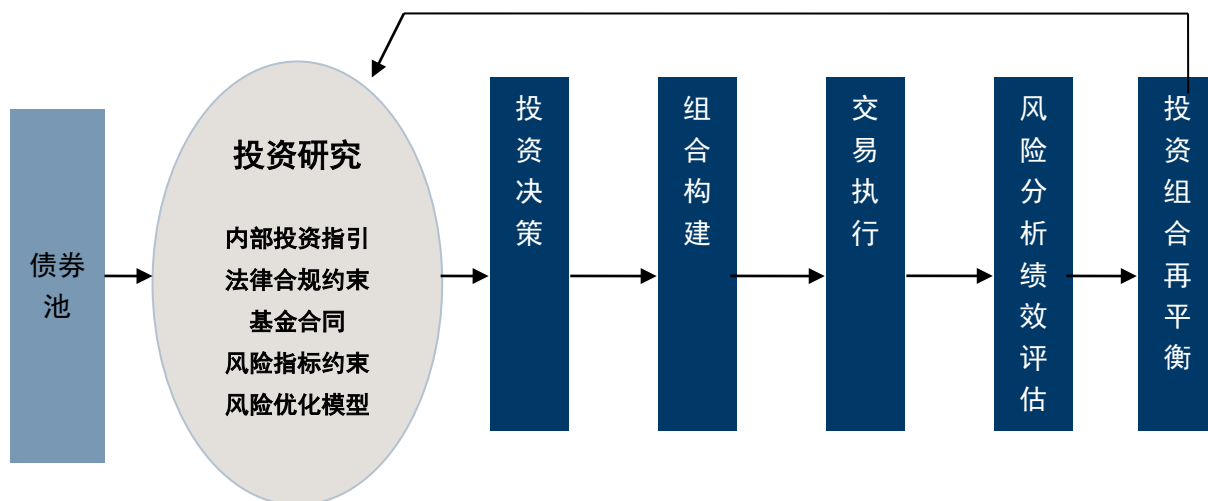 债券
池
投资研究
内部投资指引
法律合规约束
基金合同
风险指标约束
风险优化模型
投
资
决
策
组
合
构
建
交
易
执
行
风
险
分
析
绩
效
评
估
投
资
组
合
再
平
衡